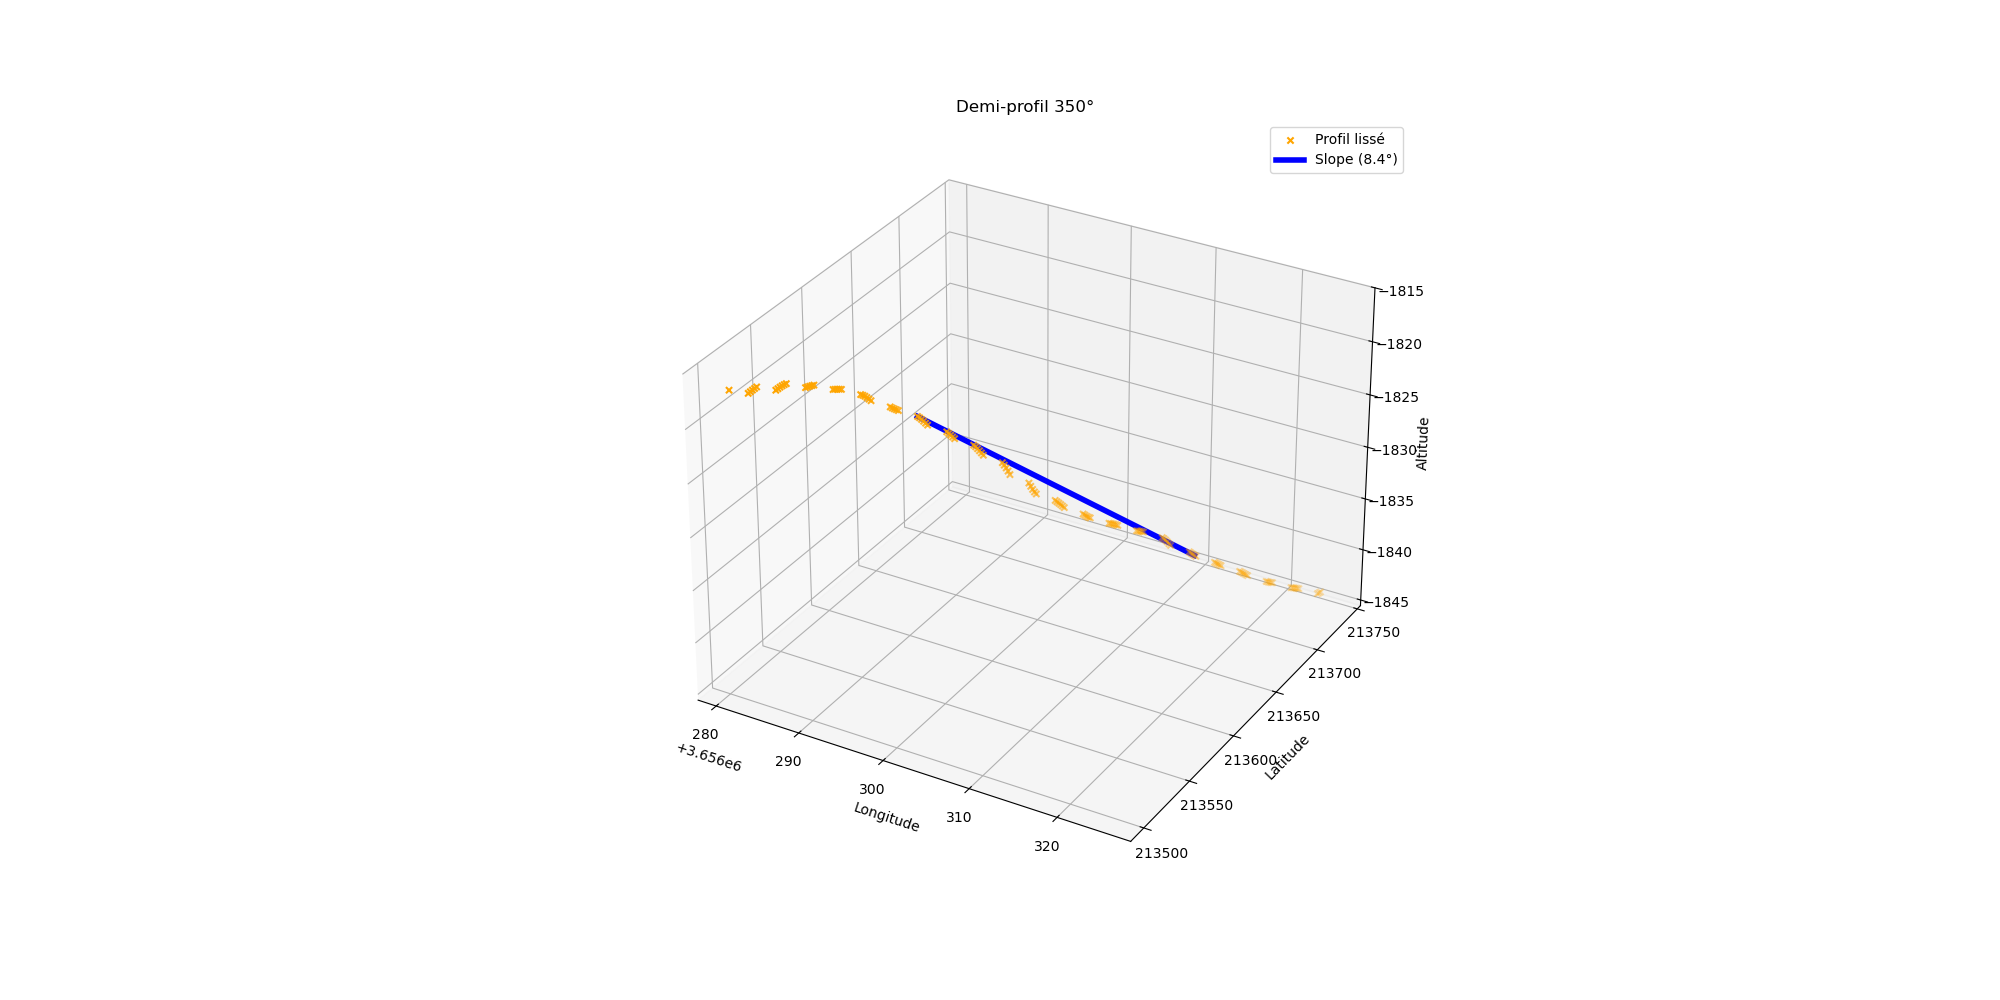 Demi-profil 350°
Profil lissé
Slope (8.4°)
−1815
−1820
−1825
−1830
−1835
−1840
−1845
Altitude
213750
213700
213650
213600
213550
213500
Latitude
280
290
300
310
320
+3.656e6
Longitude